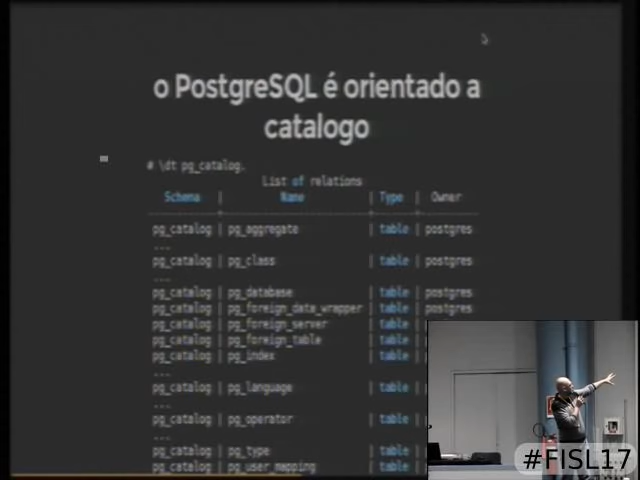 o PostgreSQL é orientado a
catalogo
# \dt pg_catalog.
List of relations
Schema | Name | Type | Owner
pg_catalog | pg_aggregate | table | postgres
...
pg_catalog | pg_class | table | postgres
...
pg_catalog | pg_database | table | postgres
pg_catalog | pg_foreign_data_wrapper | table | postgres
pg_catalog | pg_foreign_server | table |
pg_catalog | pg_foreign_table | table |
pg_catalog | pg_index | table |
...
pg_catalog | pg_language | table |
...
pg_catalog | pg_operator | table |
...
pg_catalog | pg_type | table |
pg_catalog | pg_user_mapping | table |
#FISL17